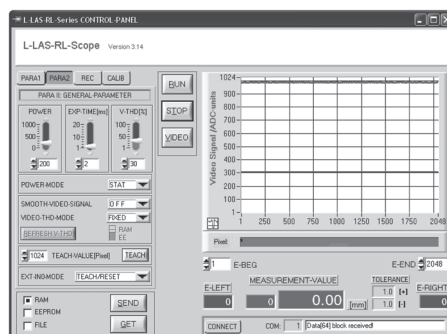 L-LAS-RL-Series CONTROL-PANEL
L-LAS-RL-Scope Version 3.14
PARA1 PARA2 REC CALIB
PARA II: GENERAL-PARAMETER
POWER EXP-TIME[ms] V-THD[%]
1000 20 100
500 10 50
0 1 1
200 2 30
POWER-MODE STAT
SMOOTH-VIDEO-SIGNAL OFF
VIDEO-THD-MODE FIXED
REFRESH V-THD RAM
EE
1024 TEACH-VALUE[Pixel] TEACH
EXT-IN0-MODE TEACH/RESET
RAM
EEPROM
FILE
SEND
GET
RUN
STOP
VIDEO
Video Signal [ADC-units]
1024
900
800
700
600
500
400
300
200
100
1
1 250 500 750 1000 1250 1500 1750 2048
Pixel:
1 E-BEG E-END 2048
E-LEFT MEASUREMENT-VALUE TOLERANCE E-RIGHT
0 0 0.00 [mm] 1.0 [+] 1.0 [-] 0
CONNECT COM: 1 Data[64] block received!